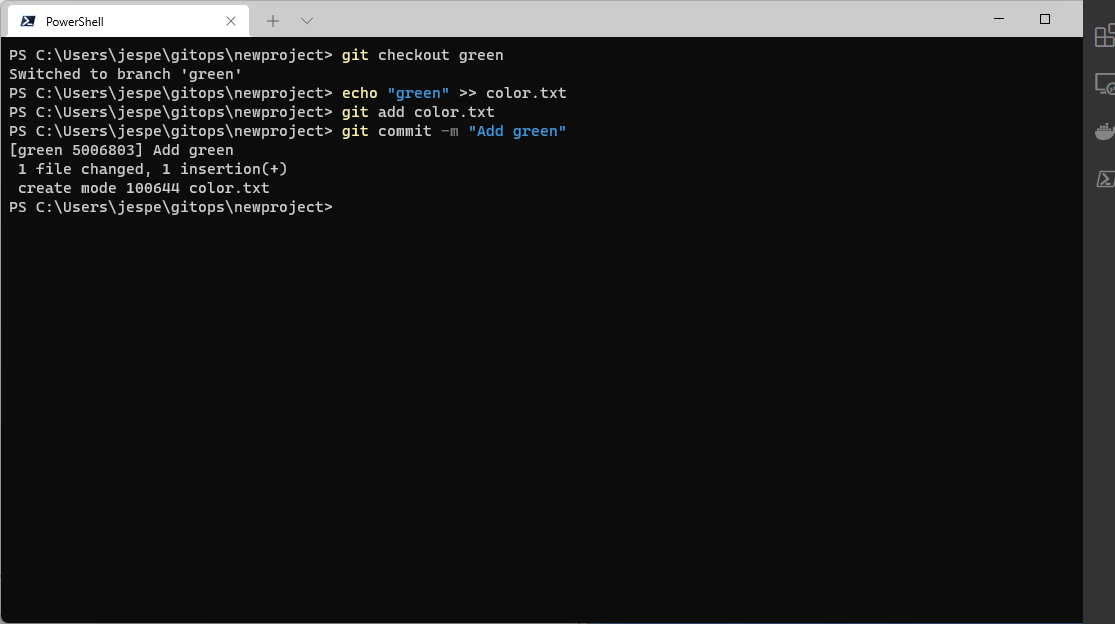 PowerShell
PS C:\Users\jespe\gitops\newproject> git checkout green
Switched to branch 'green'
PS C:\Users\jespe\gitops\newproject> echo "green" >> color.txt
PS C:\Users\jespe\gitops\newproject> git add color.txt
PS C:\Users\jespe\gitops\newproject> git commit -m "Add green"
[green 5006803] Add green
 1 file changed, 1 insertion(+)
 create mode 100644 color.txt
PS C:\Users\jespe\gitops\newproject>